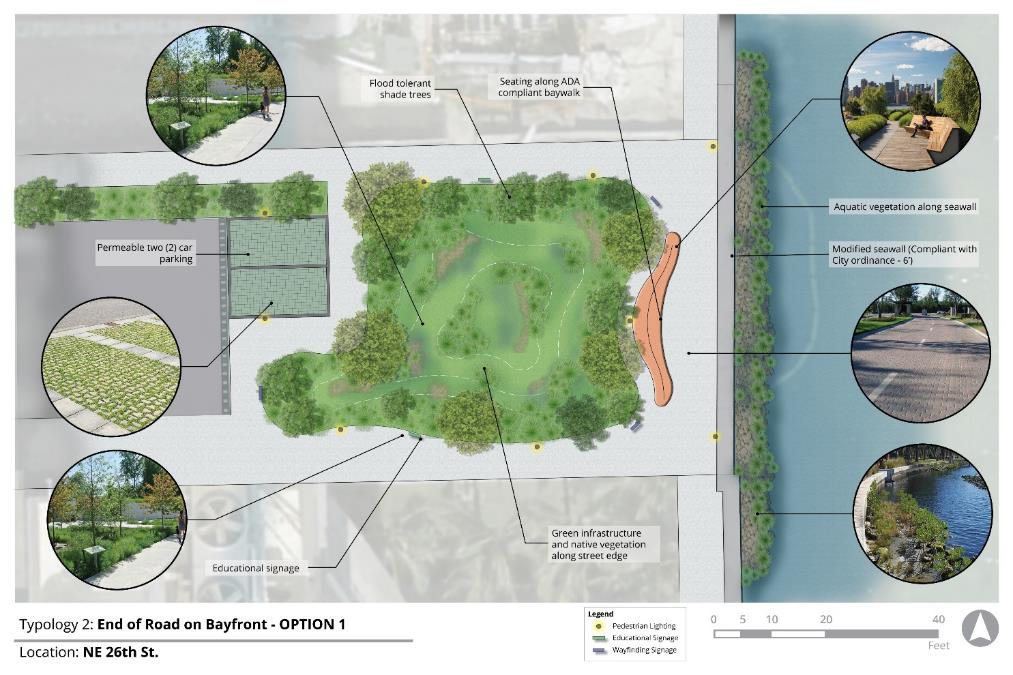 Flood tolerant
shade trees
Seating along ADA
compliant baywalk
Aquatic vegetation along seawall
Permeable two (2) car
parking
Modified seawall (Compliant with
City ordinance - 6')
Green infrastructure
and native vegetation
along street edge
Educational signage
Typology 2: End of Road on Bayfront - OPTION 1
Location: NE 26th St.
Legend
Pedestrian Lighting
Educational Signage
Wayfinding Signage
0 5 10 20 40
Feet